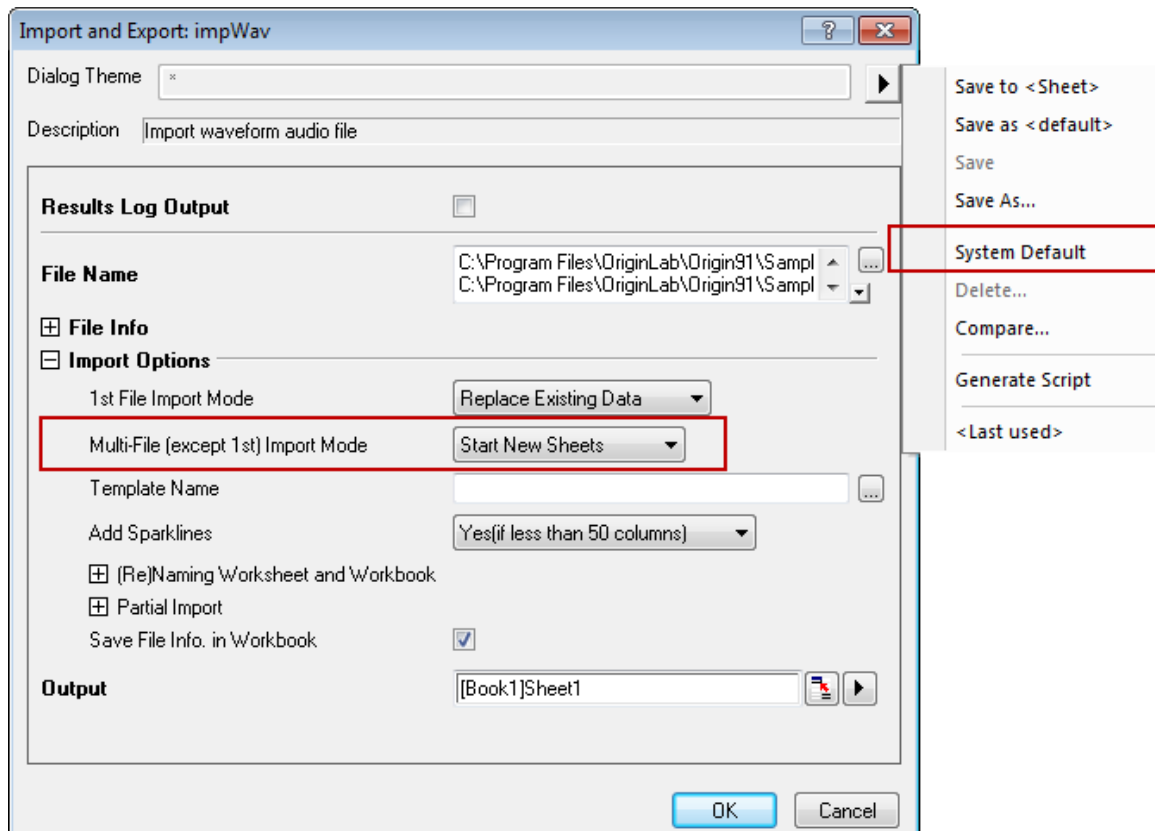 Import and Export: impWav
Dialog Theme *
Description Import waveform audio file
Results Log Output
File Name C:\Program Files\OriginLab\Origin91\Sampl
C:\Program Files\OriginLab\Origin91\Sampl
...
File Info
Import Options
1st File Import Mode Replace Existing Data
Multi-File (except 1st) Import Mode Start New Sheets
Template Name ...
Add Sparklines Yes(if less than 50 columns)
(Re)Naming Worksheet and Workbook
Partial Import
Save File Info. in Workbook
Output [Book1]Sheet1
OK Cancel
Save to <Sheet>
Save as <default>
Save
Save As...
System Default
Delete...
Compare...
Generate Script
<Last used>